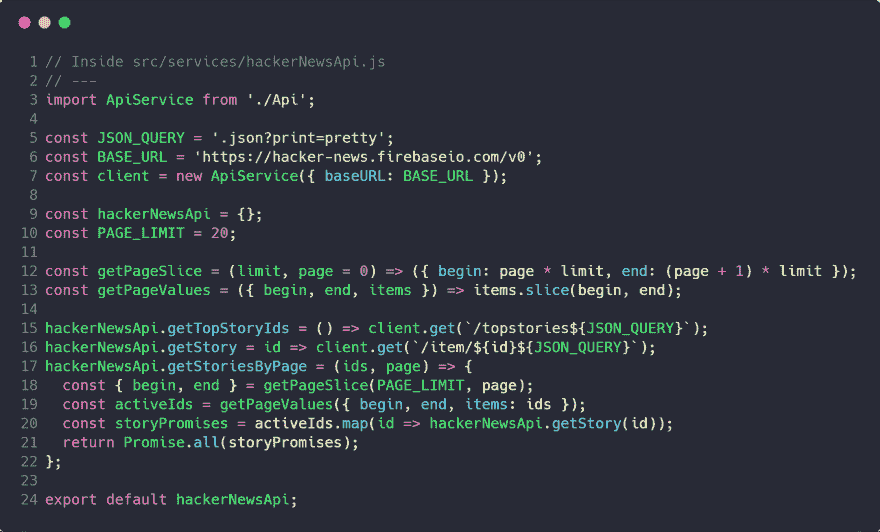 1 // Inside src/services/hackerNewsApi.js
2 // ---
3 import ApiService from './Api';
4
5 const JSON_QUERY = '.json?print=pretty';
6 const BASE_URL = 'https://hacker-news.firebaseio.com/v0';
7 const client = new ApiService({ baseURL: BASE_URL });
8
9 const hackerNewsApi = {};
10 const PAGE_LIMIT = 20;
11
12 const getPageSlice = (limit, page = 0) => ({ begin: page * limit, end: (page + 1) * limit });
13 const getPageValues = ({ begin, end, items }) => items.slice(begin, end);
14
15 hackerNewsApi.getTopStoryIds = () => client.get(`/topstories${JSON_QUERY}`);
16 hackerNewsApi.getStory = id => client.get(`/item/${id}${JSON_QUERY}`);
17 hackerNewsApi.getStoriesByPage = (ids, page) => {
18   const { begin, end } = getPageSlice(PAGE_LIMIT, page);
19   const activeIds = getPageValues({ begin, end, items: ids });
20   const storyPromises = activeIds.map(id => hackerNewsApi.getStory(id));
21   return Promise.all(storyPromises);
22 };
23
24 export default hackerNewsApi;